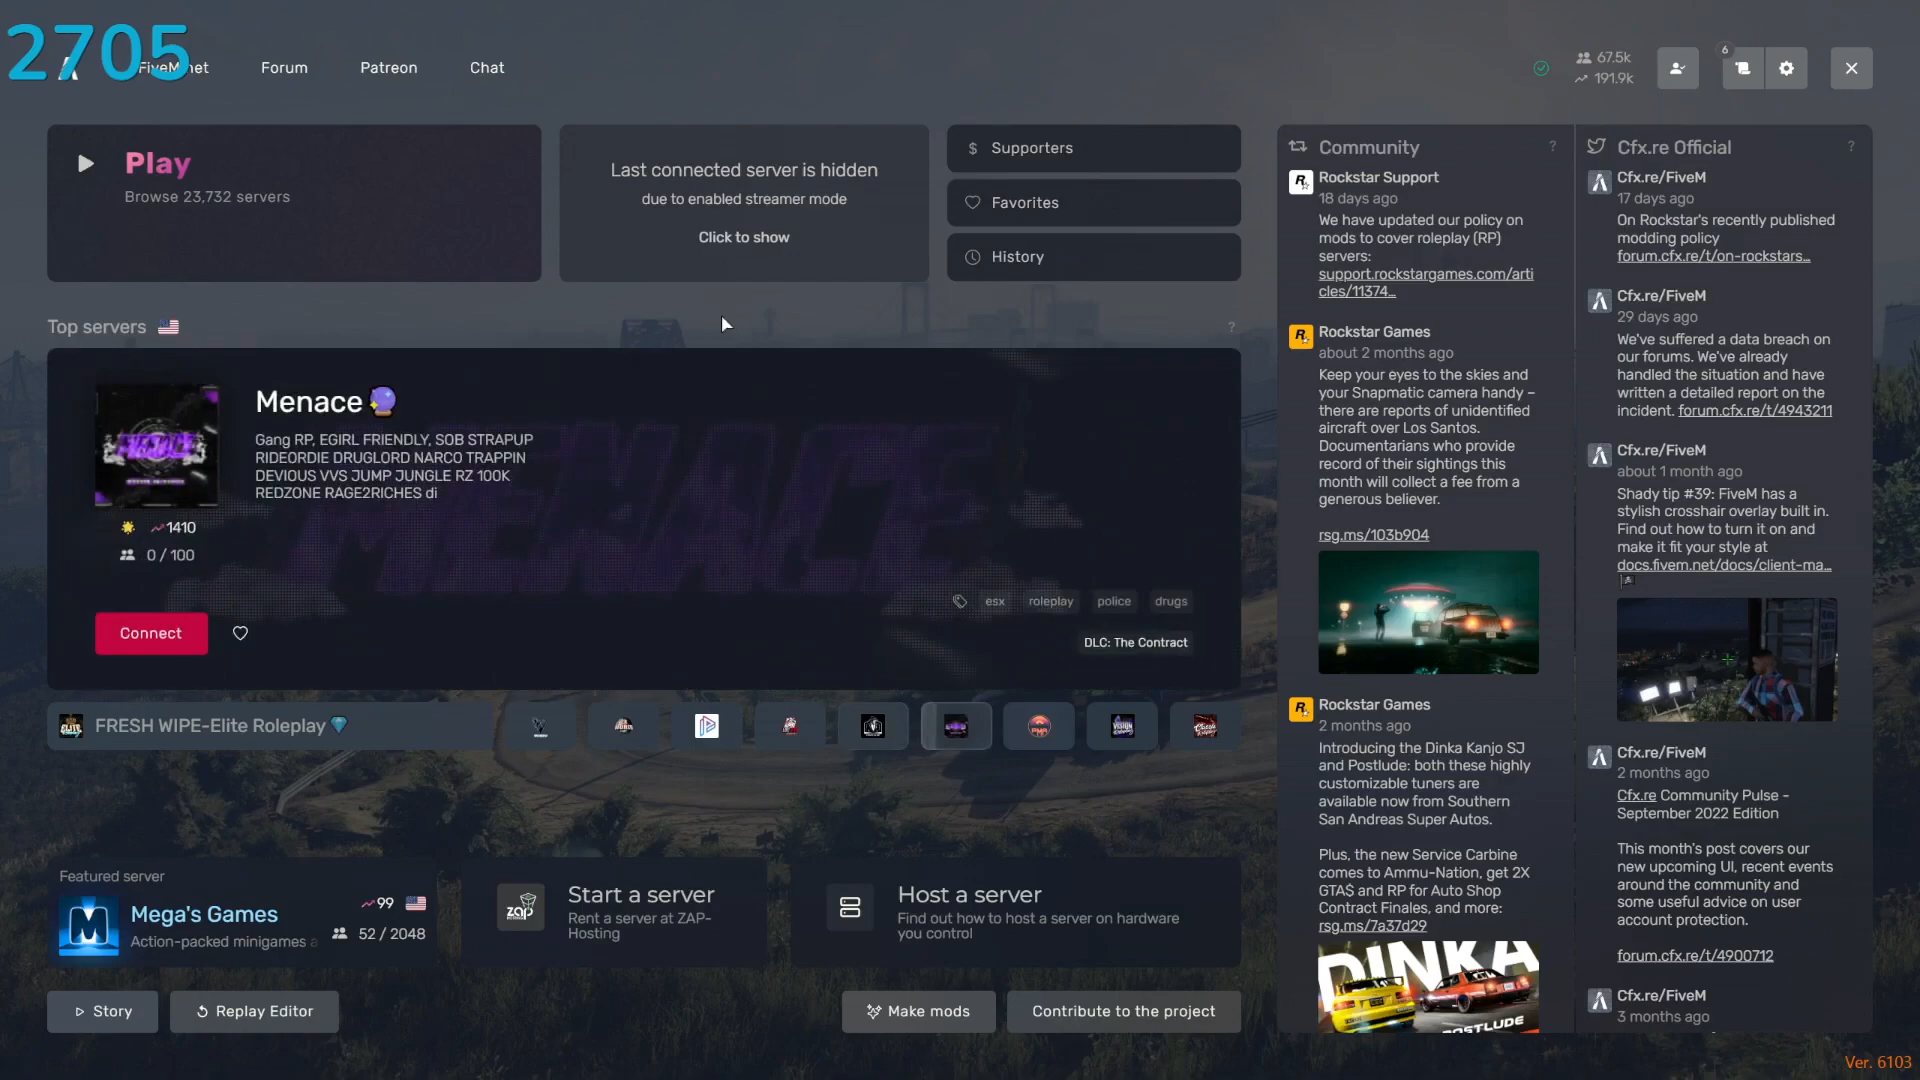 2705
FiveM.net
Forum
Patreon
Chat
67.5k
191.9k
6
Play
Browse 23,732 servers
Last connected server is hidden
due to enabled streamer mode
Click to show
$ Supporters
Favorites
History
Top servers
?
MENACE
Menace
Gang RP, EGIRL FRIENDLY, SOB STRAPUP
RIDEORDIE DRUGLORD NARCO TRAPPIN
DEVIOUS VVS JUMP JUNGLE RZ 100K
REDZONE RAGE2RICHES di
1410
0 / 100
esx
roleplay
police
drugs
Connect
DLC: The Contract
FRESH WIPE-Elite Roleplay
Featured server
Mega's Games
Action-packed minigames a
99
52 / 2048
ZAP
Start a server
Rent a server at ZAP-
Hosting
Host a server
Find out how to host a server on hardware
you control
Story
Replay Editor
Make mods
Contribute to the project
Community
?
Rockstar Support
18 days ago
We have updated our policy on
mods to cover roleplay (RP)
servers:
support.rockstargames.com/arti
cles/11374…
Rockstar Games
about 2 months ago
Keep your eyes to the skies and
your Snapmatic camera handy –
there are reports of unidentified
aircraft over Los Santos.
Documentarians who provide
record of their sightings this
month will collect a fee from a
generous believer.
rsg.ms/103b904
Rockstar Games
2 months ago
Introducing the Dinka Kanjo SJ
and Postlude: both these highly
customizable tuners are
available now from Southern
San Andreas Super Autos.
Plus, the new Service Carbine
comes to Ammu-Nation, get 2X
GTA$ and RP for Auto Shop
Contract Finales, and more:
rsg.ms/7a37d29
DINKA
POSTLUDE
Cfx.re Official
?
Cfx.re/FiveM
17 days ago
On Rockstar's recently published
modding policy
forum.cfx.re/t/on-rockstars…
Cfx.re/FiveM
29 days ago
We've suffered a data breach on
our forums. We've already
handled the situation and have
written a detailed report on the
incident. forum.cfx.re/t/4943211
Cfx.re/FiveM
about 1 month ago
Shady tip #39: FiveM has a
stylish crosshair overlay built in.
Find out how to turn it on and
make it fit your style at
docs.fivem.net/docs/client-ma…
Cfx.re/FiveM
2 months ago
Cfx.re Community Pulse -
September 2022 Edition
This month's post covers our
new upcoming UI, recent events
around the community and
some useful advice on user
account protection.
forum.cfx.re/t/4900712
Cfx.re/FiveM
3 months ago
Ver. 6103